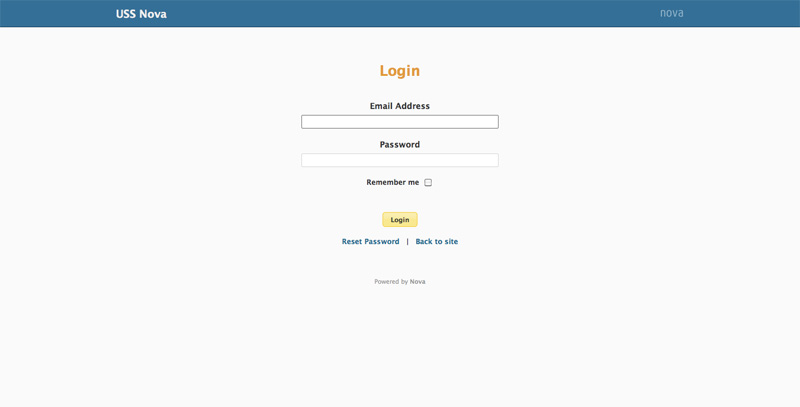 USS Nova
nova
Login
Email Address
Password
Remember me
Login
Reset Password | Back to site
Powered by Nova